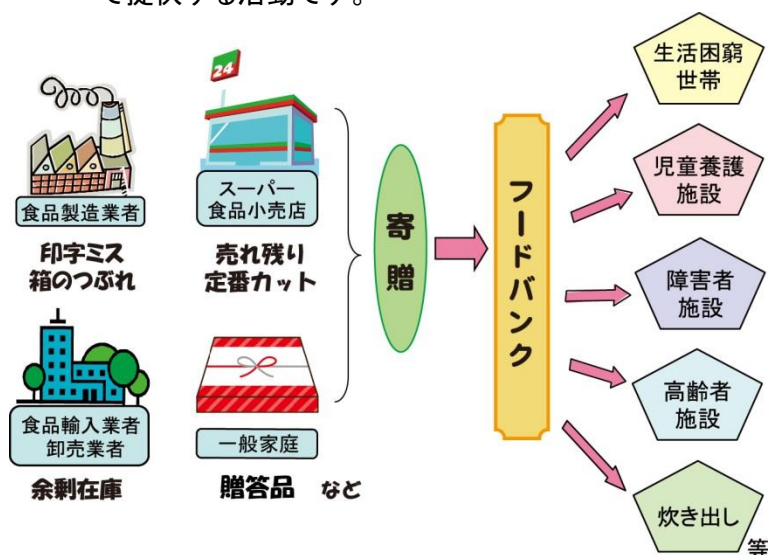 で提供する活動です。
24
食品製造業者
印字ミス
箱のつぶれ
スーパー
食品小売店
売れ残り
定番カット
食品輸入業者
卸売業者
余剰在庫
一般家庭
贈答品 など
寄贈
フードバンク
生活困窮
世帯
児童養護
施設
障害者
施設
高齢者
施設
炊き出し
等